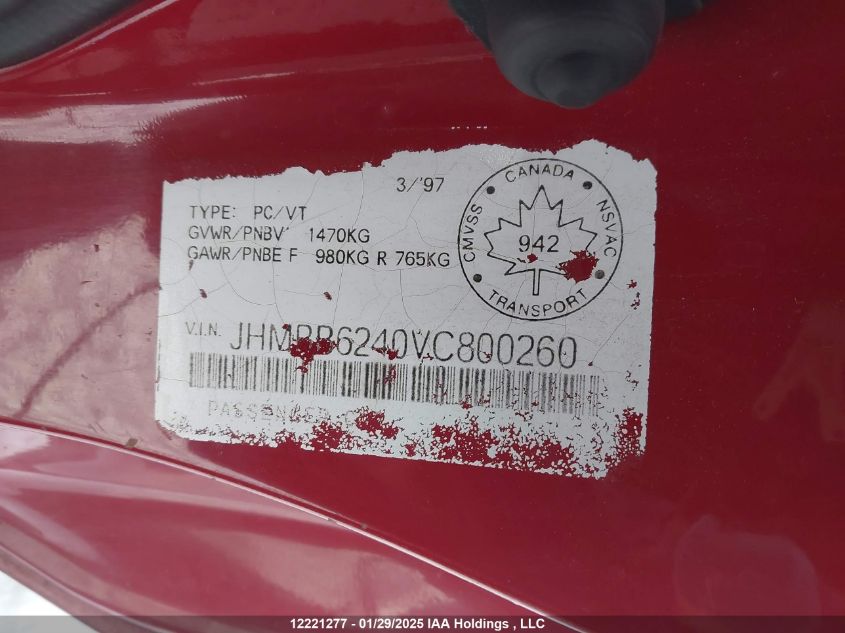 3/'97
TYPE: PC/VT
GVWR/PNBV 1470KG
GAWR/PNBE F 980KG R 765KG
CANADA
CMVSS
NSVAC
942
TRANSPORT
V.I.N. JHMBB6240VC800260
PASSENGER
12221277 - 01/29/2025 IAA Holdings , LLC